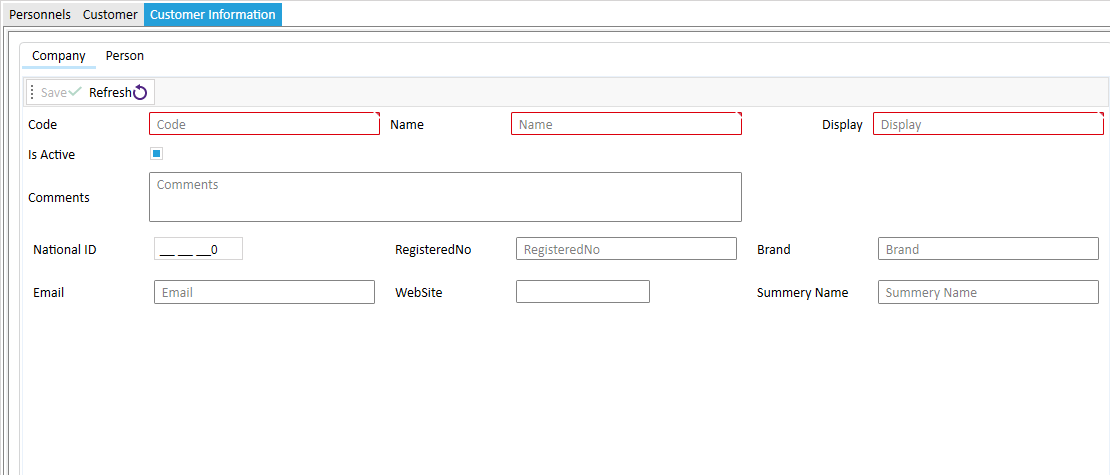 Personnels Customer Customer Information
Company Person
Save Refresh
Code Code Name Name Display Display
Is Active
Comments Comments
National ID __ __ __0 RegisteredNo RegisteredNo Brand Brand
Email Email WebSite Summery Name Summery Name